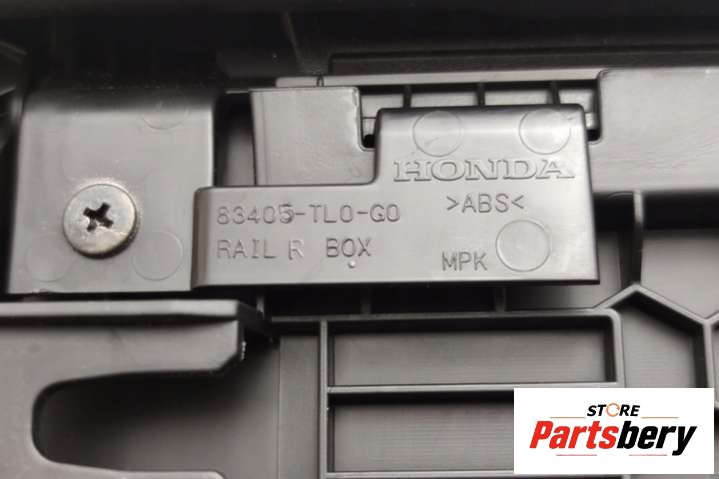 HONDA
83405-TL0-G0 >ABS<
RAIL R BOX
MPK
STORE
Partsbery